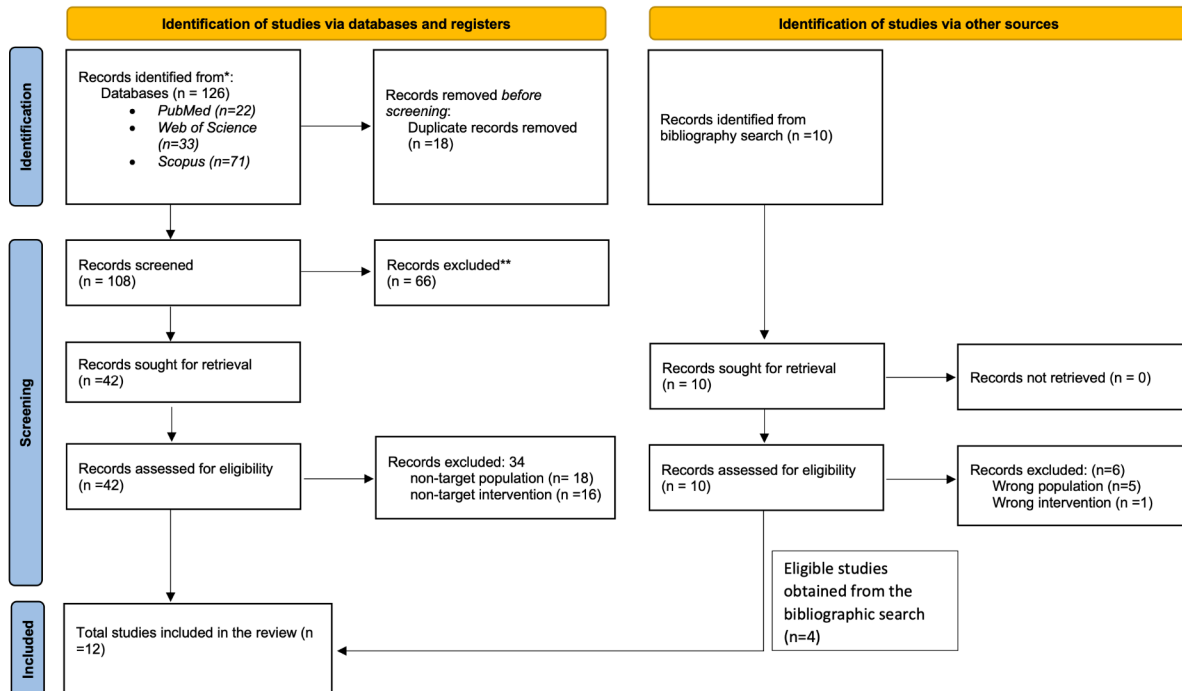 Identification of studies via databases and registers
Identification of studies via other sources
Identification
Records identified from*:
Databases (n = 126)
• PubMed (n=22)
• Web of Science
(n=33)
• Scopus (n=71)
Records removed before
screening:
Duplicate records removed
(n =18)
Records identified from
bibliography search (n =10)
Screening
Records screened
(n = 108)
Records excluded**
(n = 66)
Records sought for retrieval
(n =42)
Records sought for retrieval
(n = 10)
Records not retrieved (n = 0)
Records assessed for eligibility
(n =42)
Records excluded: 34
non-target population (n= 18)
non-target intervention (n =16)
Records assessed for eligibility
(n = 10)
Records excluded: (n=6)
Wrong population (n=5)
Wrong intervention (n =1)
Eligible studies
obtained from the
bibliographic search
(n=4)
Included
Total studies included in the review (n
=12)